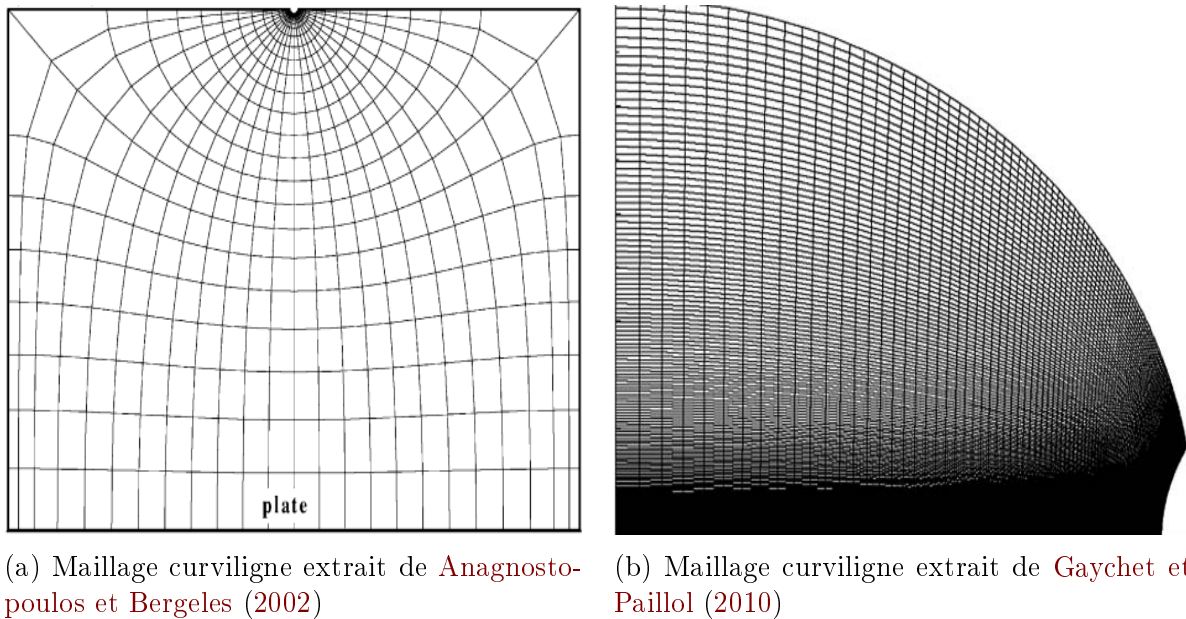 plate
(a) Maillage curviligne extrait de Anagnosto-
poulos et Bergeles (2002)
(b) Maillage curviligne extrait de Gaychet et
Paillol (2010)